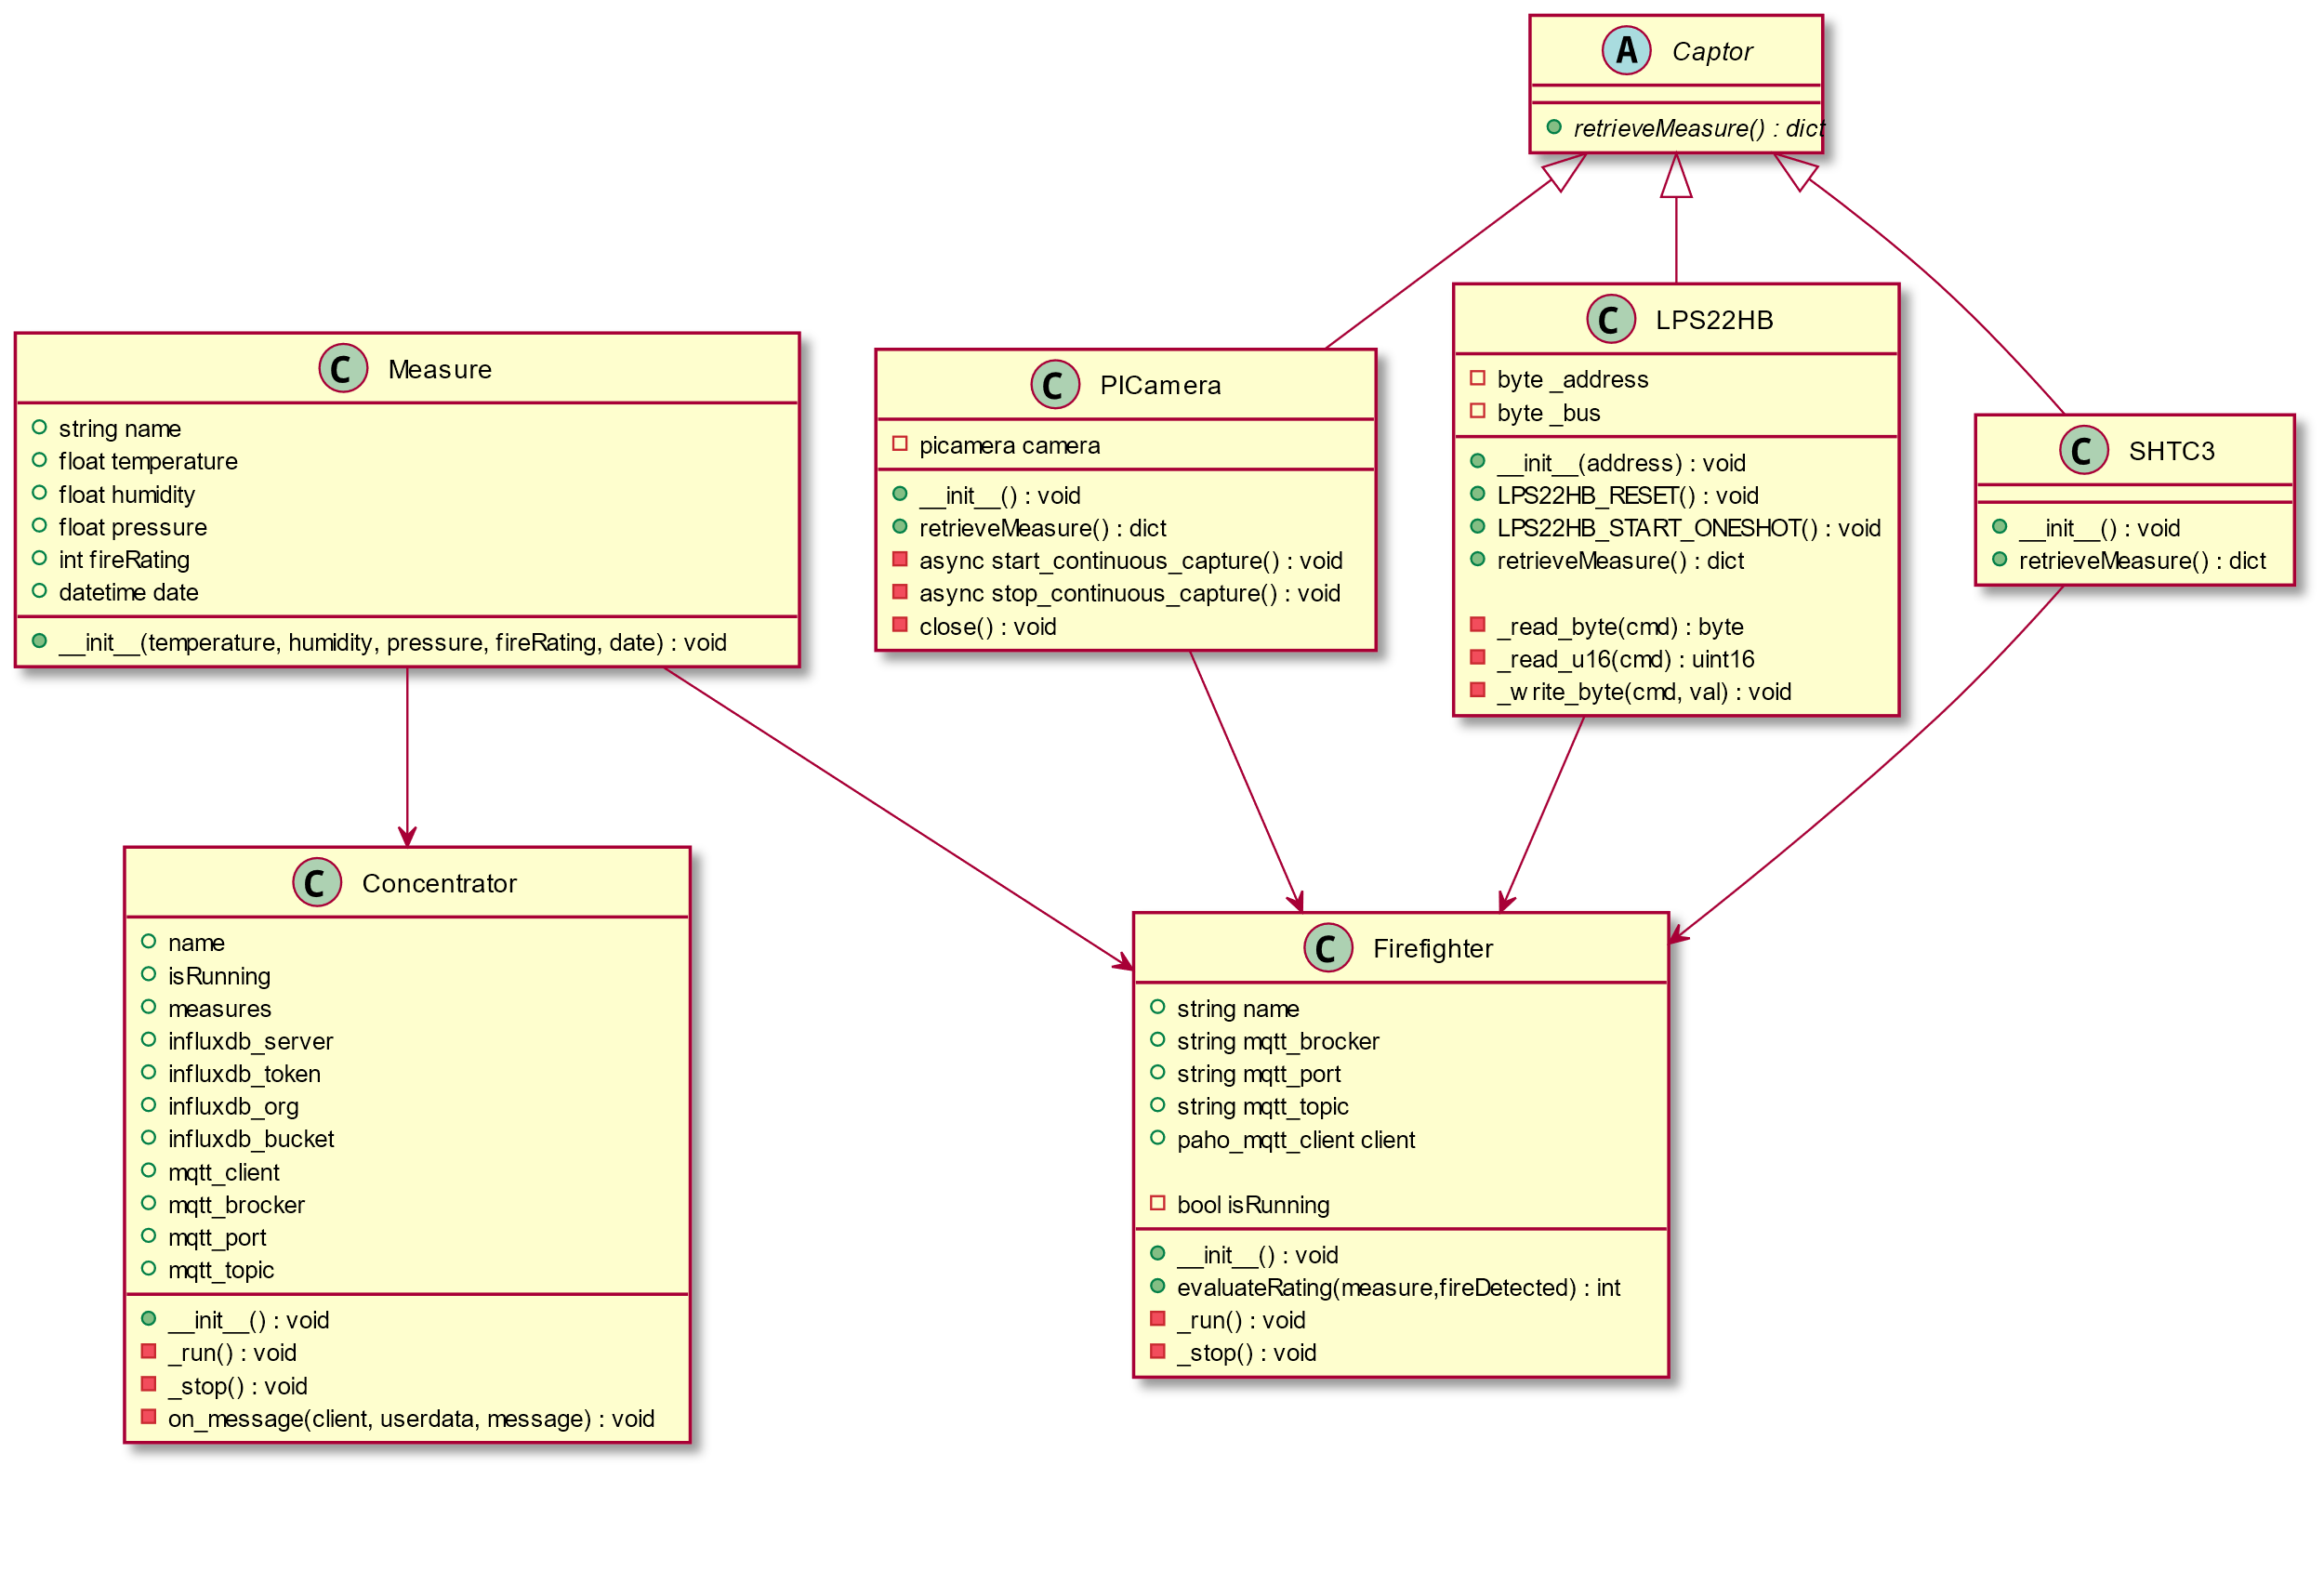 A Captor
retrieveMeasure() : dict
C Measure
string name
float temperature
float humidity
float pressure
int fireRating
datetime date
__init__(temperature, humidity, pressure, fireRating, date) : void
C PICamera
picamera camera
__init__() : void
retrieveMeasure() : dict
async start_continuous_capture() : void
async stop_continuous_capture() : void
close() : void
C LPS22HB
byte _address
byte _bus
__init__(address) : void
LPS22HB_RESET() : void
LPS22HB_START_ONESHOT() : void
retrieveMeasure() : dict
_read_byte(cmd) : byte
_read_u16(cmd) : uint16
_write_byte(cmd, val) : void
C SHTC3
__init__() : void
retrieveMeasure() : dict
C Concentrator
name
isRunning
measures
influxdb_server
influxdb_token
influxdb_org
influxdb_bucket
mqtt_client
mqtt_brocker
mqtt_port
mqtt_topic
__init__() : void
_run() : void
_stop() : void
on_message(client, userdata, message) : void
C Firefighter
string name
string mqtt_brocker
string mqtt_port
string mqtt_topic
paho_mqtt_client client
bool isRunning
__init__() : void
evaluateRating(measure,fireDetected) : int
_run() : void
_stop() : void